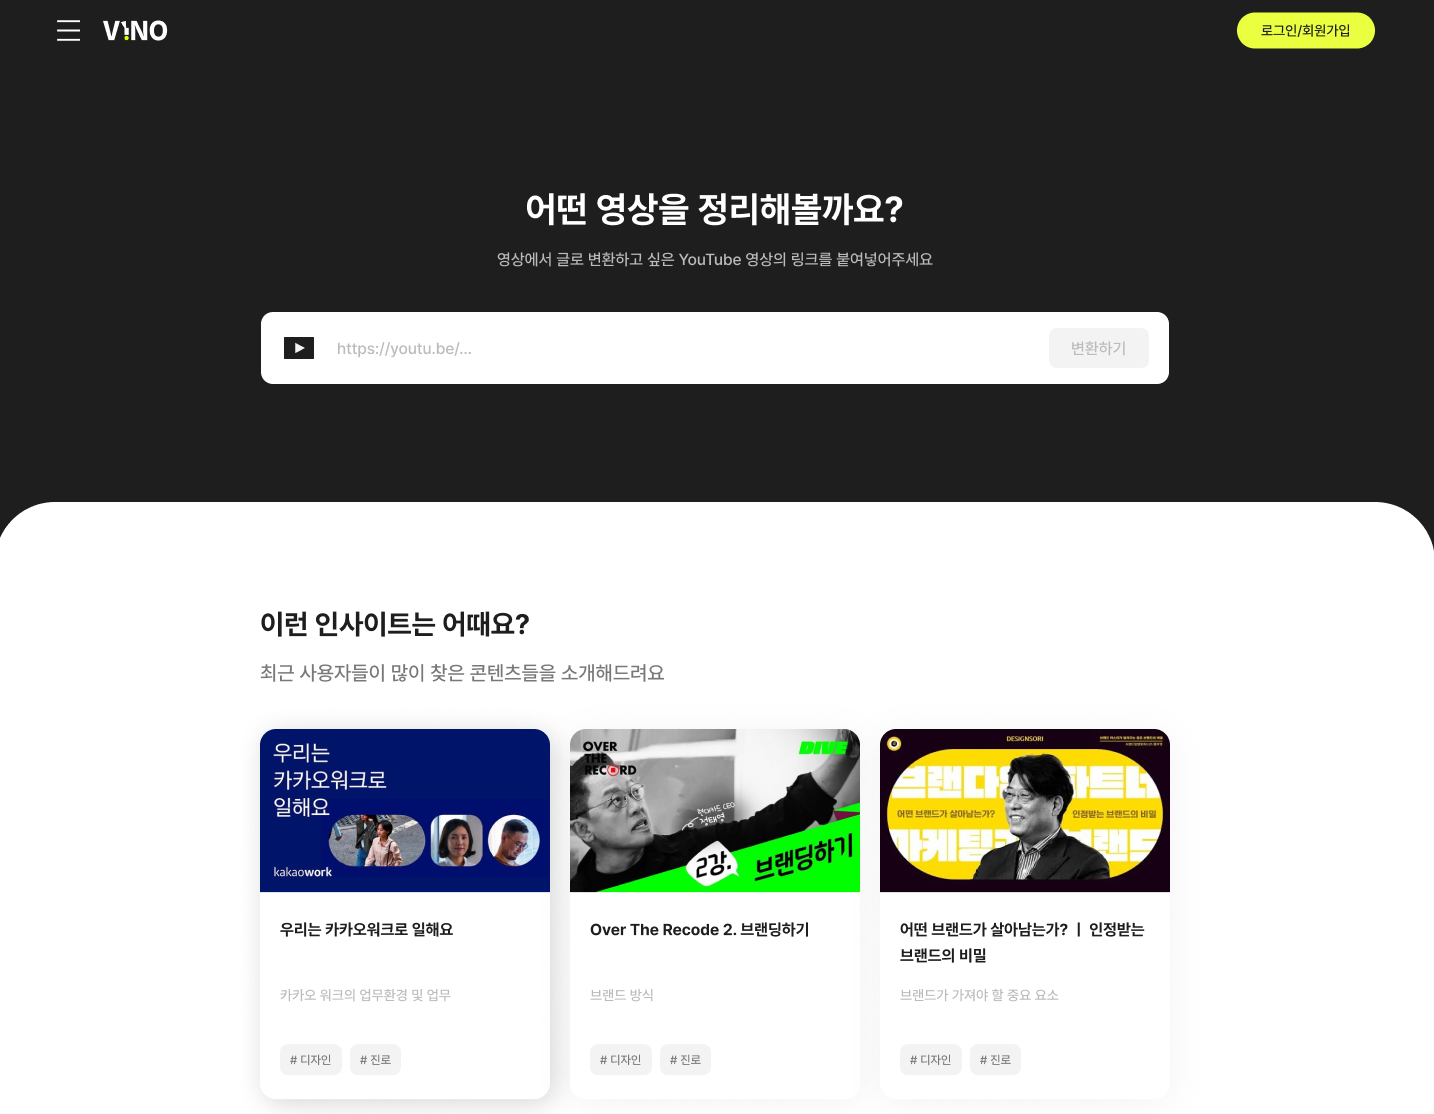 VINO
로그인/회원가입
어떤 영상을 정리해볼까요?
영상에서 글로 변환하고 싶은 YouTube 영상의 링크를 붙여넣어주세요
https://youtu.be/...
변환하기
이런 인사이트는 어때요?
최근 사용자들이 많이 찾은 콘텐츠들을 소개해드려요
우리는
카카오워크로
일해요
kakaowork
OVER
THE
RECORD
DIVE
현대카드 CEO
정태영
2강.
브랜딩하기
DESIGNSORI
어떤 브랜드가 살아남는가?
인정받는 브랜드의 비밀
우리는 카카오워크로 일해요
카카오 워크의 업무환경 및 업무
# 디자인
# 진로
Over The Recode 2. 브랜딩하기
브랜드 방식
# 디자인
# 진로
어떤 브랜드가 살아남는가? ㅣ 인정받는
브랜드의 비밀
브랜드가 가져야 할 중요 요소
# 디자인
# 진로